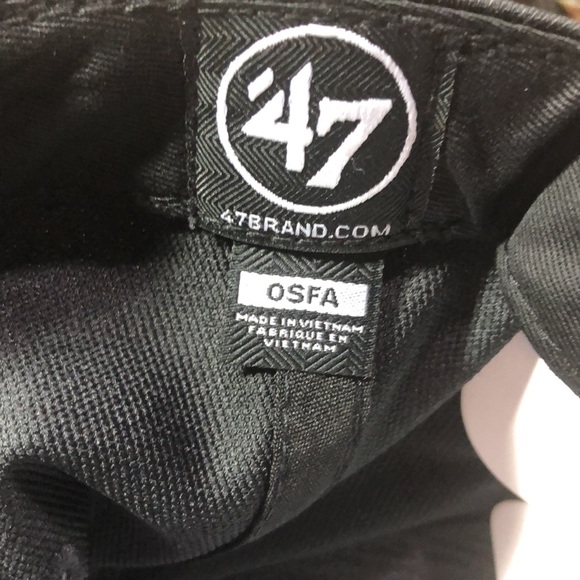 '47
47BRAND.COM
OSFA
MADE IN VIETNAM
FABRIQUE EN
VIETNAM